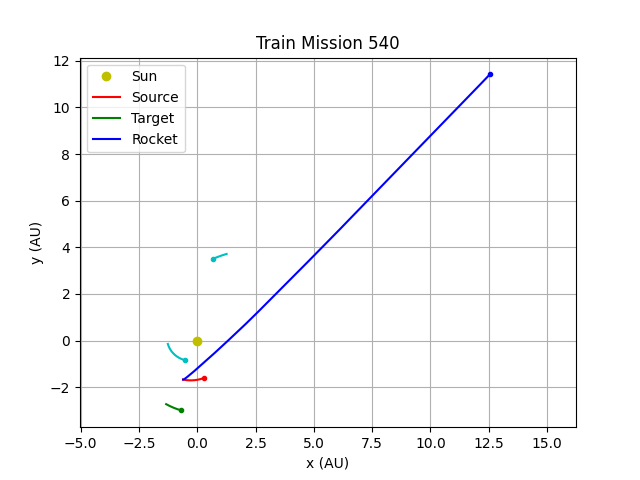 Train Mission 540
Sun
Source
Target
Rocket
12
10
8
6
4
2
0
−2
y (AU)
−5.0 −2.5 0.0 2.5 5.0 7.5 10.0 12.5 15.0
x (AU)